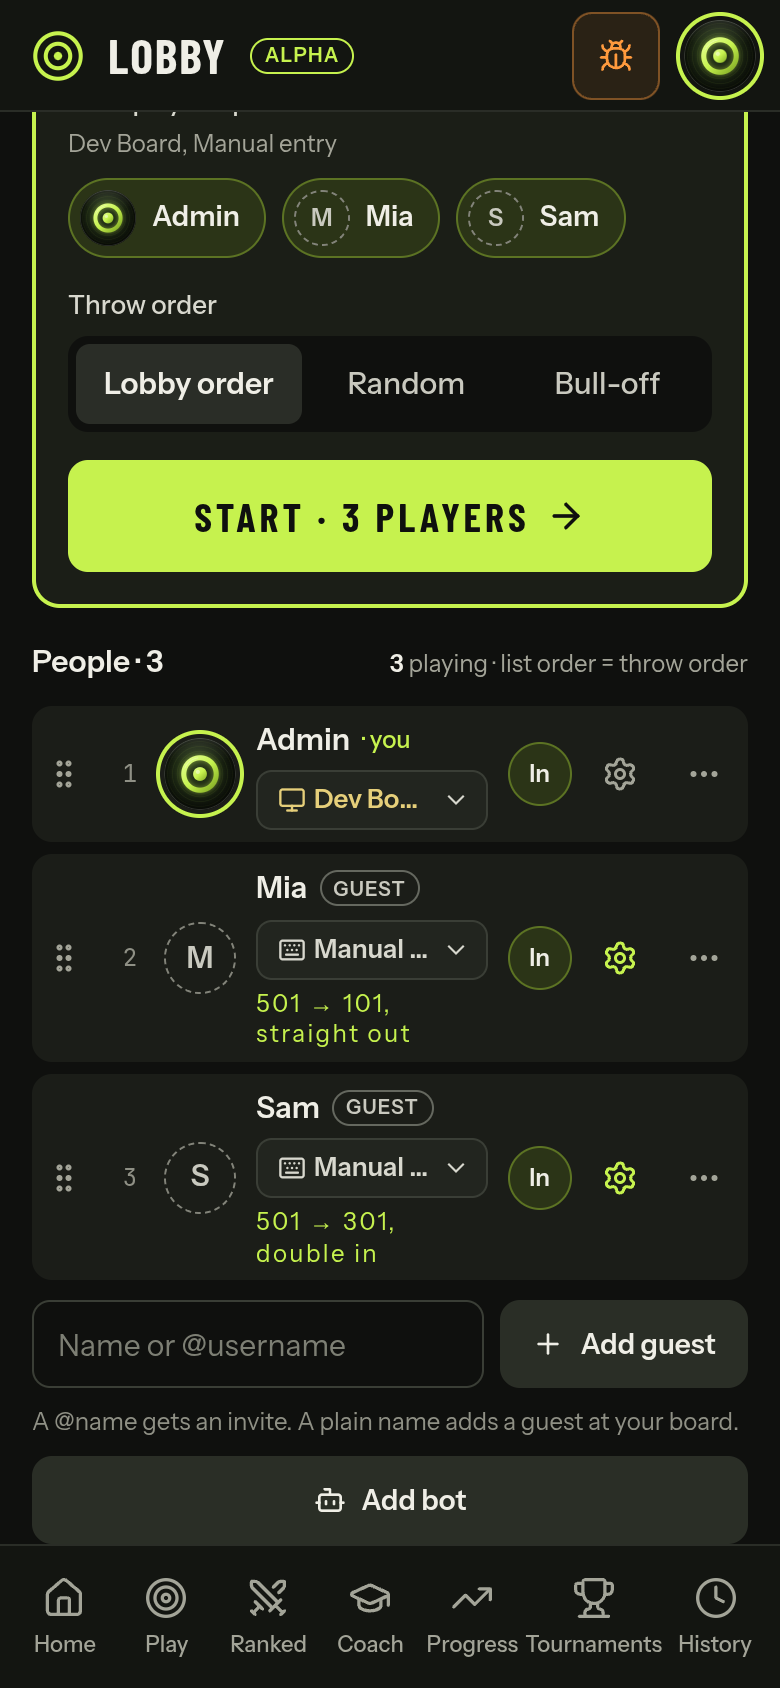 LOBBY ALPHA
Dev Board, Manual entry
Admin M Mia S Sam
Throw order
Lobby order Random Bull-off
START · 3 PLAYERS →
People · 3 3 playing · list order = throw order
Admin · you
1 Dev Bo... In
Mia GUEST
2 M Manual ... In
501 → 101,
straight out
Sam GUEST
3 S Manual ... In
501 → 301,
double in
Name or @username + Add guest
A @name gets an invite. A plain name adds a guest at your board.
Add bot
Home Play Ranked Coach Progress Tournaments History